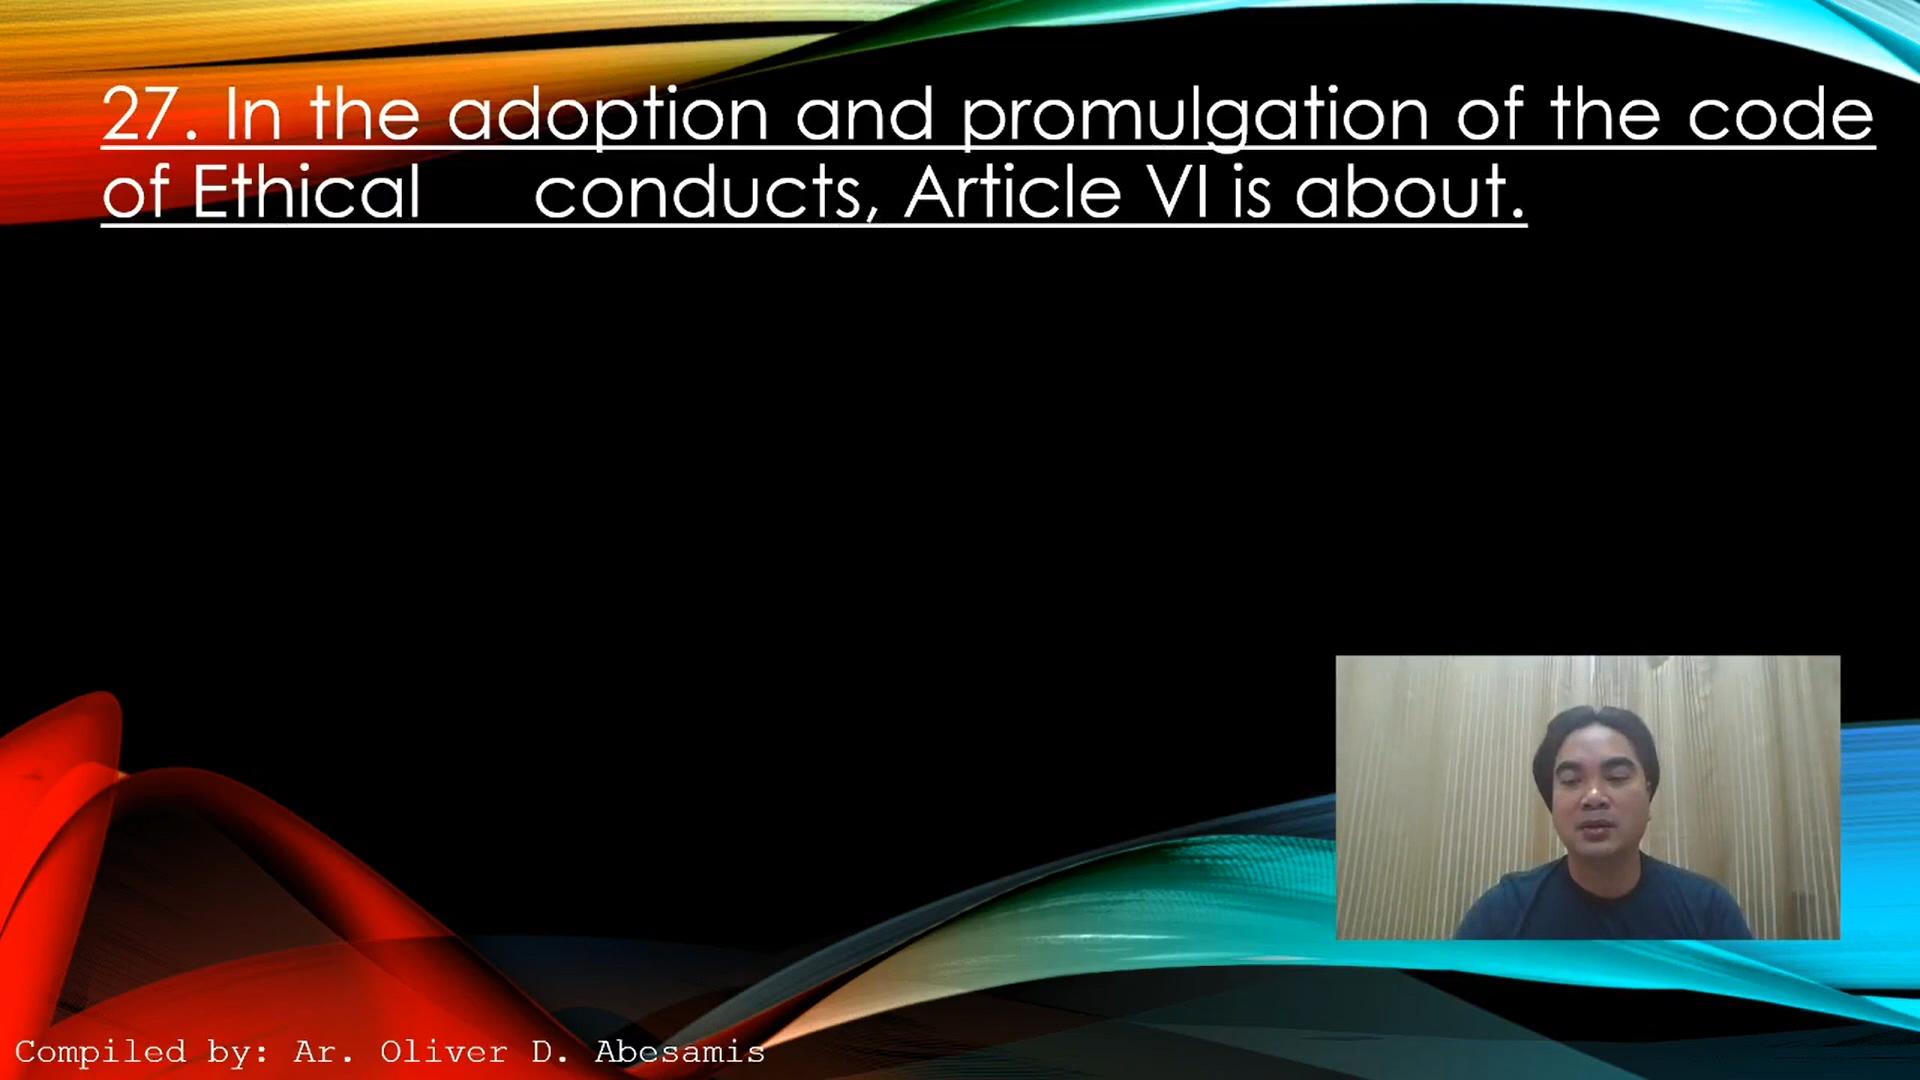 27. In the adoption and promulgation of the code
of Ethical conducts, Article VI is about.
Compiled by: Ar. Oliver D. Abesamis